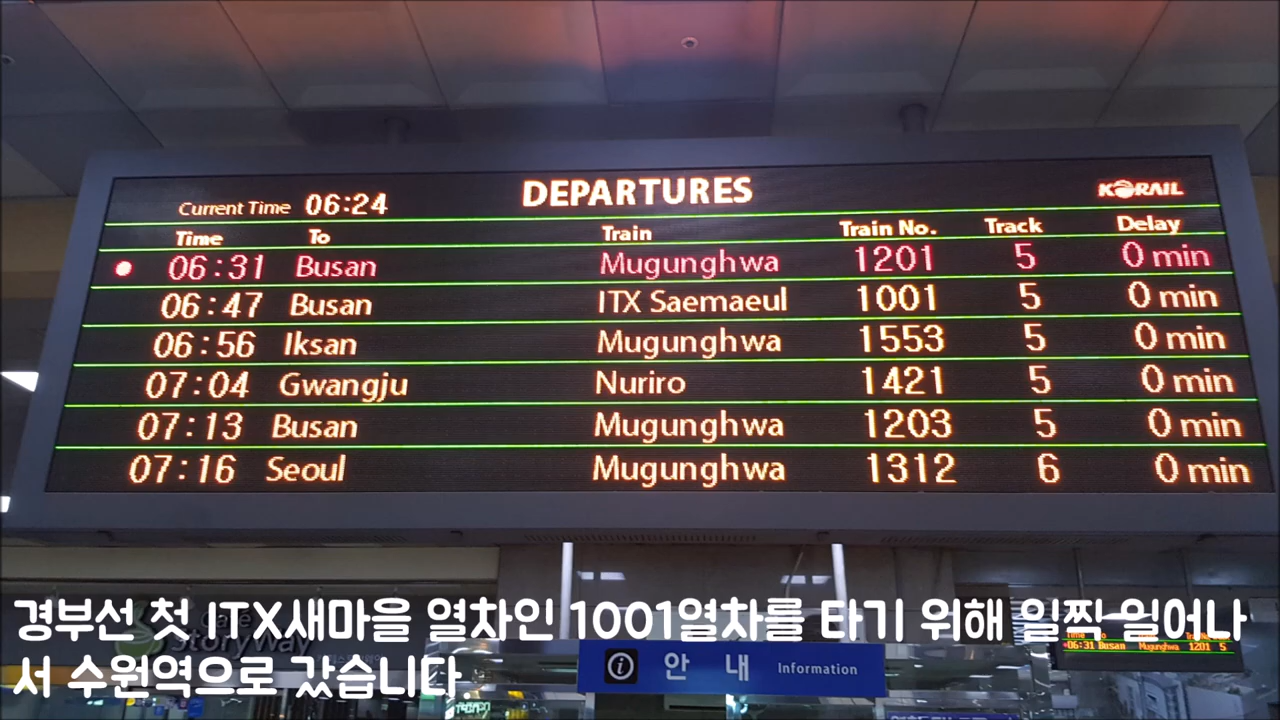 Current Time 06:24 DEPARTURES KORAIL
Time To Train Train No. Track Delay
06:31 Busan Mugunghwa 1201 5 0 min
06:47 Busan ITX Saemaeul 1001 5 0 min
06:56 Iksan Mugunghwa 1553 5 0 min
07:04 Gwangju Nuriro 1421 5 0 min
07:13 Busan Mugunghwa 1203 5 0 min
07:16 Seoul Mugunghwa 1312 6 0 min
경부선 첫 ITX새마을 열차인 1001열차를 타기 위해 일찍 일어나
서 수원역으로 갔습니다.
StoryWay
안 내 Information
06:31 Busan Mugunghwa 1201 5